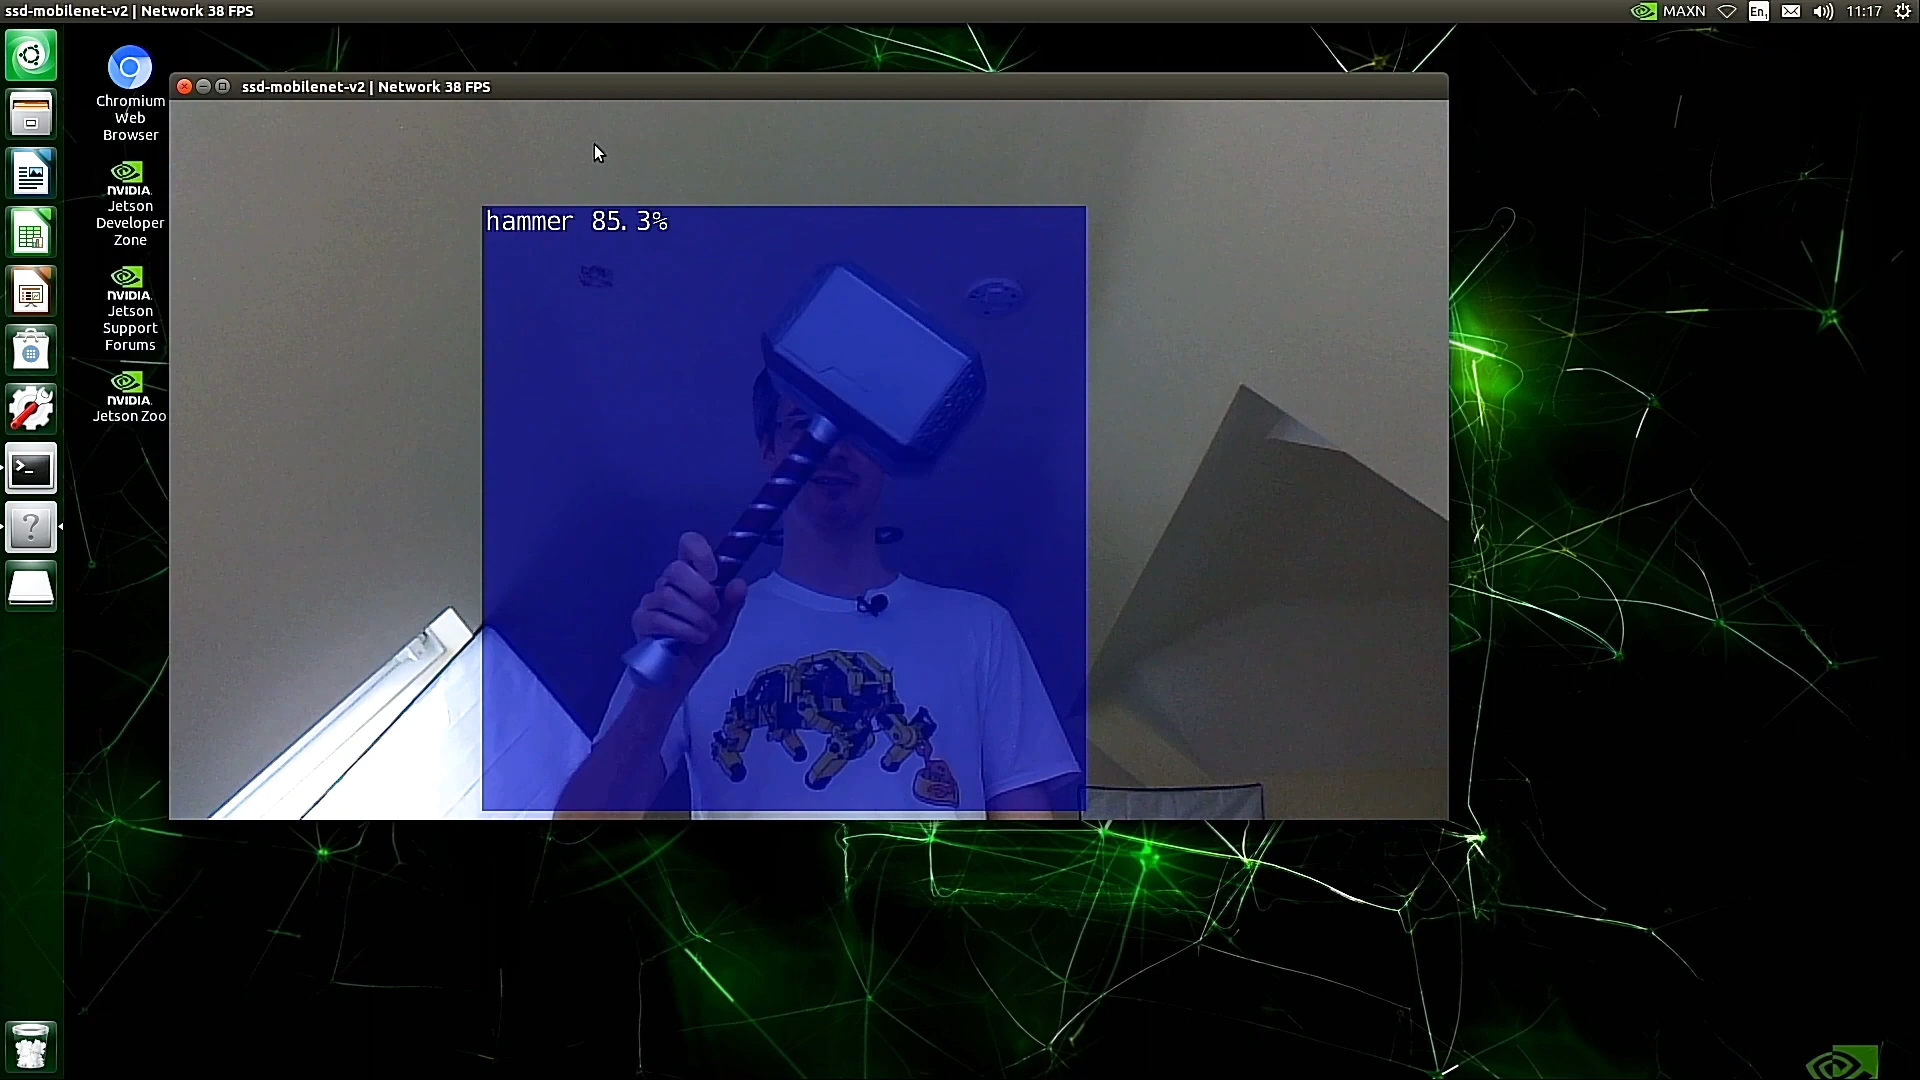 ssd-mobilenet-v2 | Network 38 FPS
MAXN
En1
11:17
Chromium
Web
Browser
NVIDIA.
Jetson
Developer
Zone
NVIDIA.
Jetson
Support
Forums
NVIDIA.
Jetson Zoo
ssd-mobilenet-v2 | Network 38 FPS
hammer 85.3%